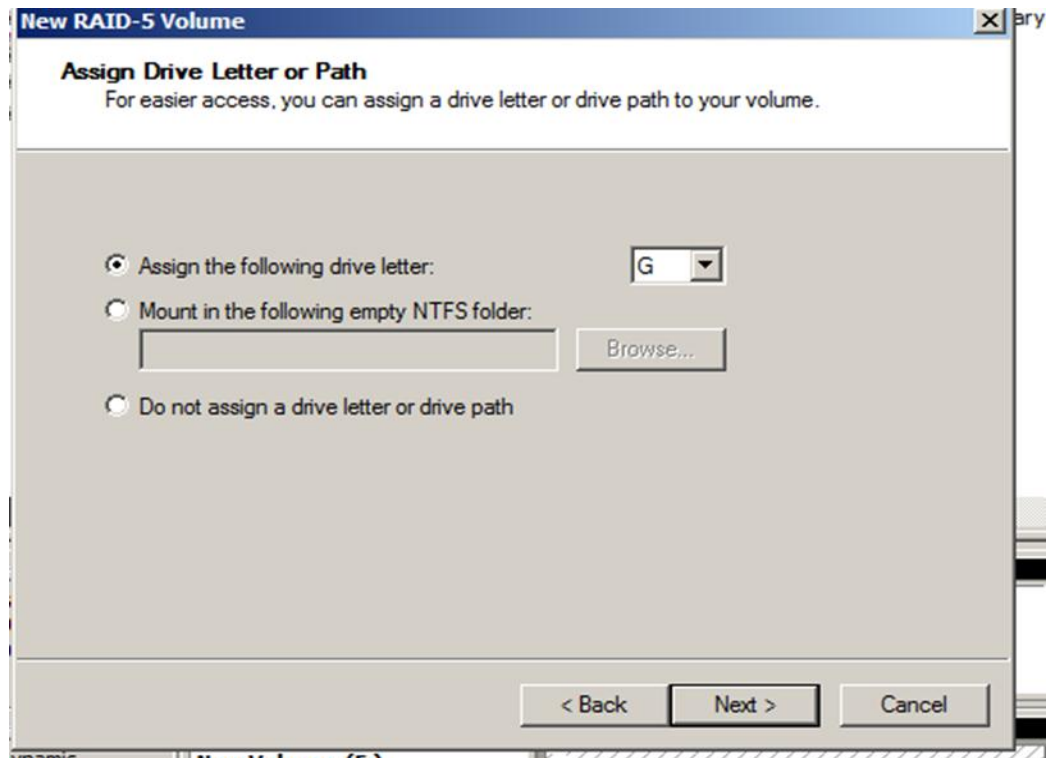 New RAID-5 Volume
ary
Assign Drive Letter or Path
For easier access, you can assign a drive letter or drive path to your volume.
Assign the following drive letter: G
Mount in the following empty NTFS folder:
Browse...
Do not assign a drive letter or drive path
< Back Next > Cancel